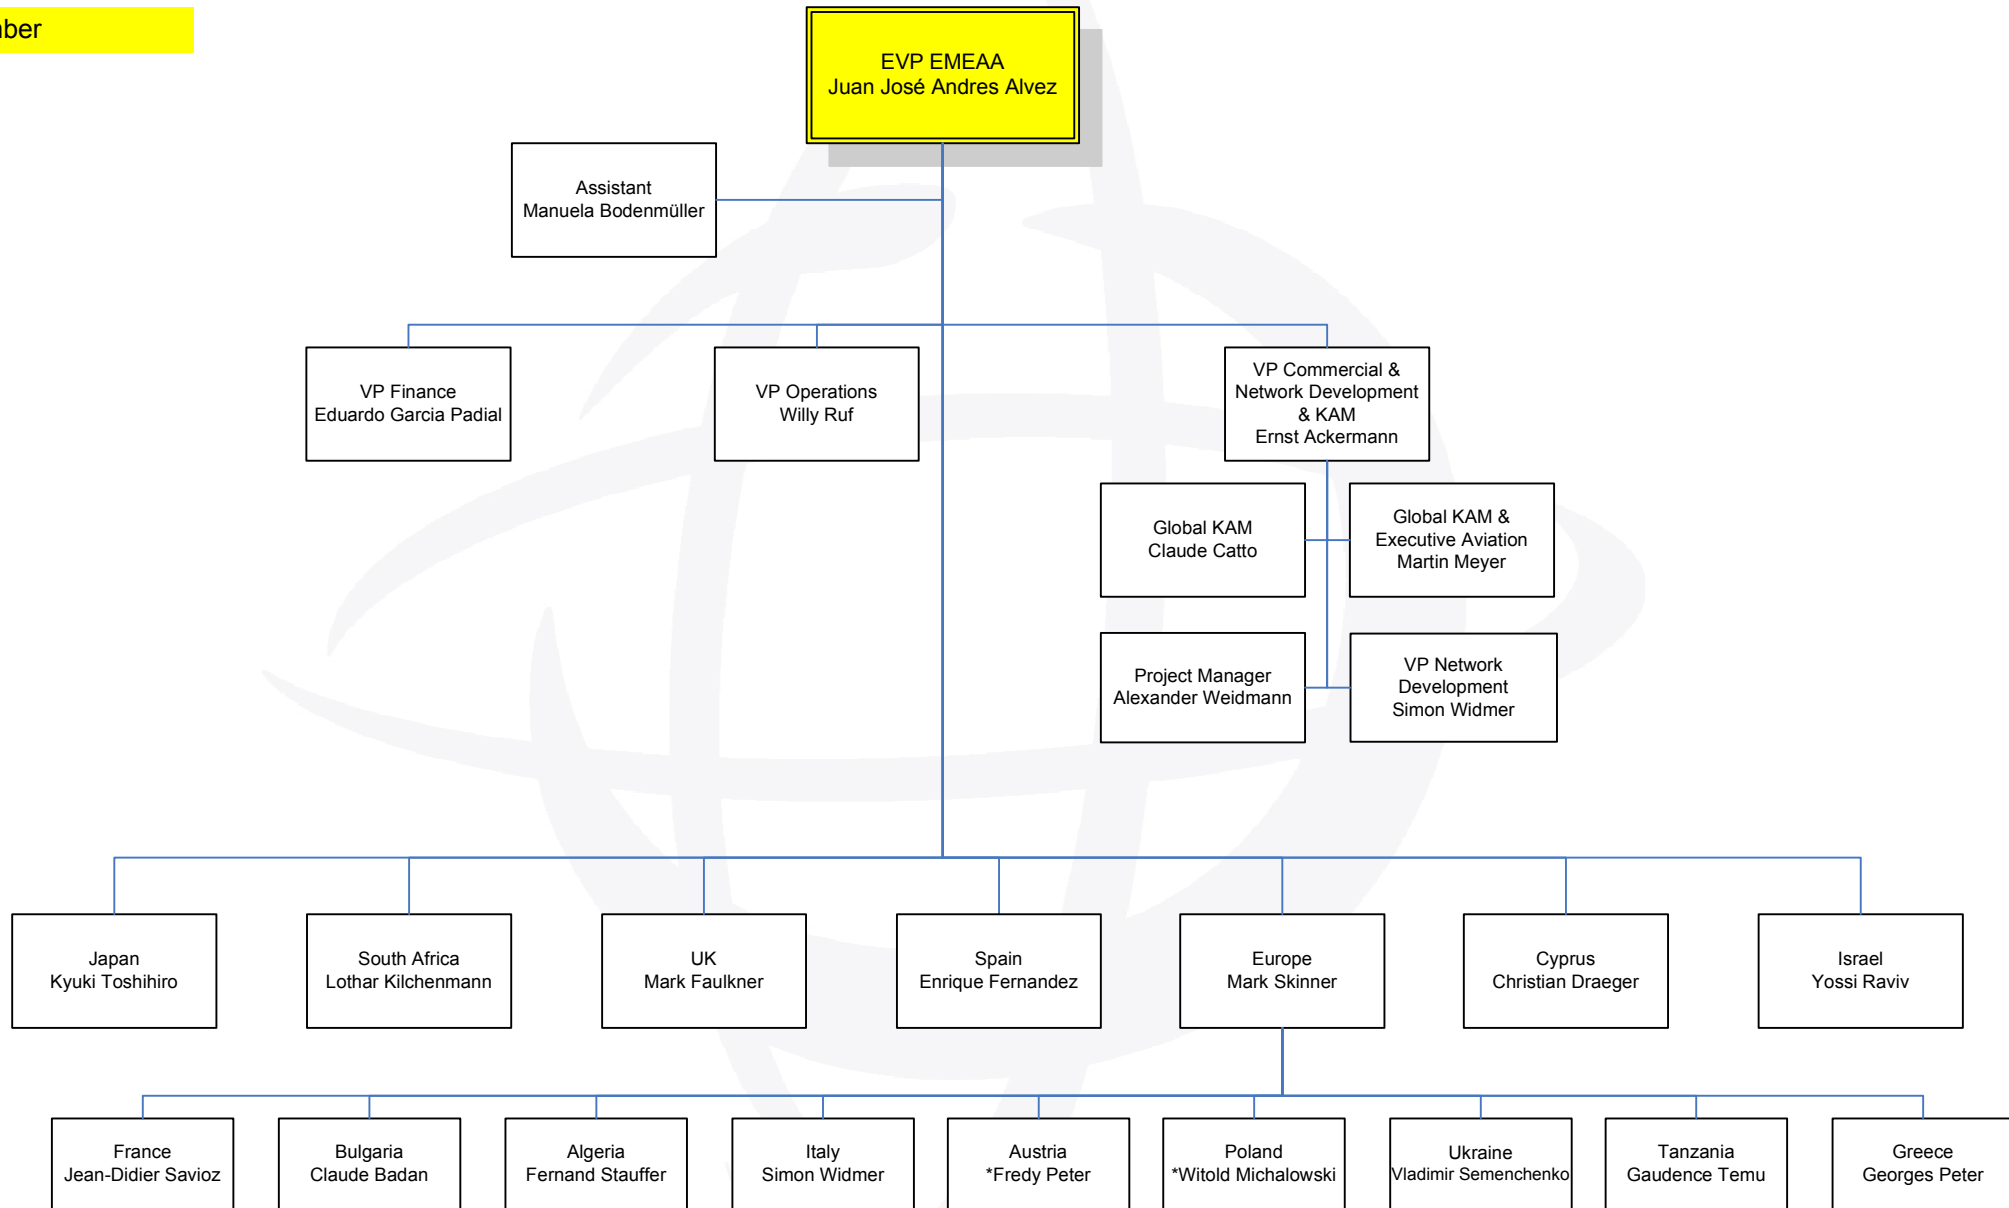 EVP EMEAA
Juan José Andres Alvez
Assistant
Manuela Bodenmüller
VP Finance
Eduardo Garcia Padial
VP Operations
Willy Ruf
VP Commercial &
Network Development
& KAM
Ernst Ackermann
Global KAM
Claude Catto
Global KAM &
Executive Aviation
Martin Meyer
Project Manager
Alexander Weidmann
VP Network
Development
Simon Widmer
Japan
Kyuki Toshihiro
South Africa
Lothar Kilchenmann
UK
Mark Faulkner
Spain
Enrique Fernandez
Europe
Mark Skinner
Cyprus
Christian Draeger
Israel
Yossi Raviv
France
Jean-Didier Savioz
Bulgaria
Claude Badan
Algeria
Fernand Stauffer
Italy
Simon Widmer
Austria
*Fredy Peter
Poland
*Witold Michalowski
Ukraine
Vladimir Semenchenko
Tanzania
Gaudence Temu
Greece
Georges Peter